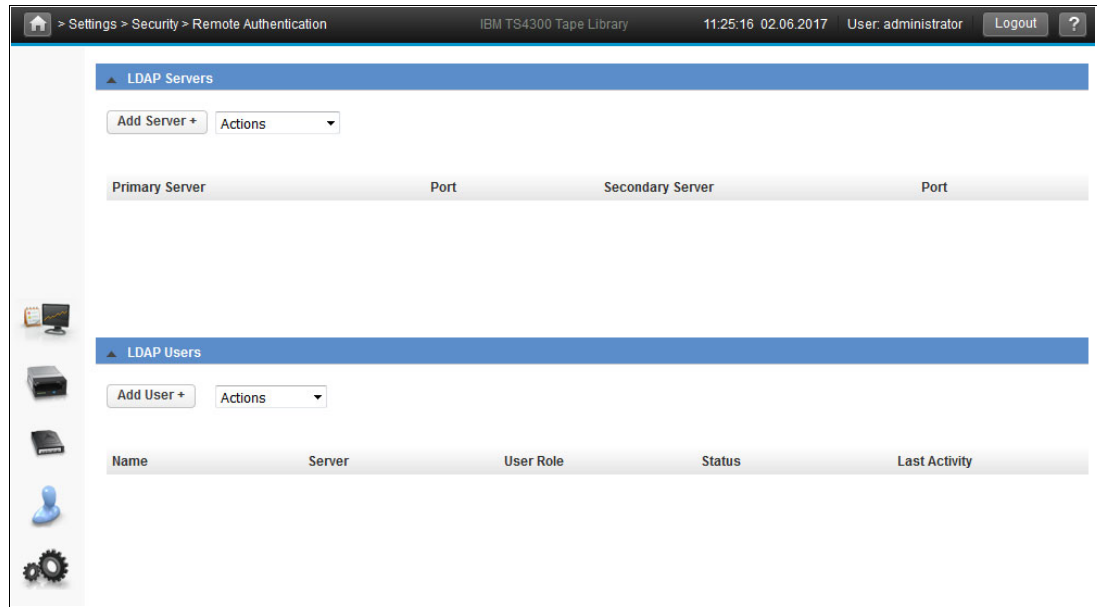 > Settings > Security > Remote Authentication IBM TS4300 Tape Library 11:25:16 02.06.2017 User: administrator Logout ?
LDAP Servers
Add Server + Actions
Primary Server Port Secondary Server Port
LDAP Users
Add User + Actions
Name Server User Role Status Last Activity